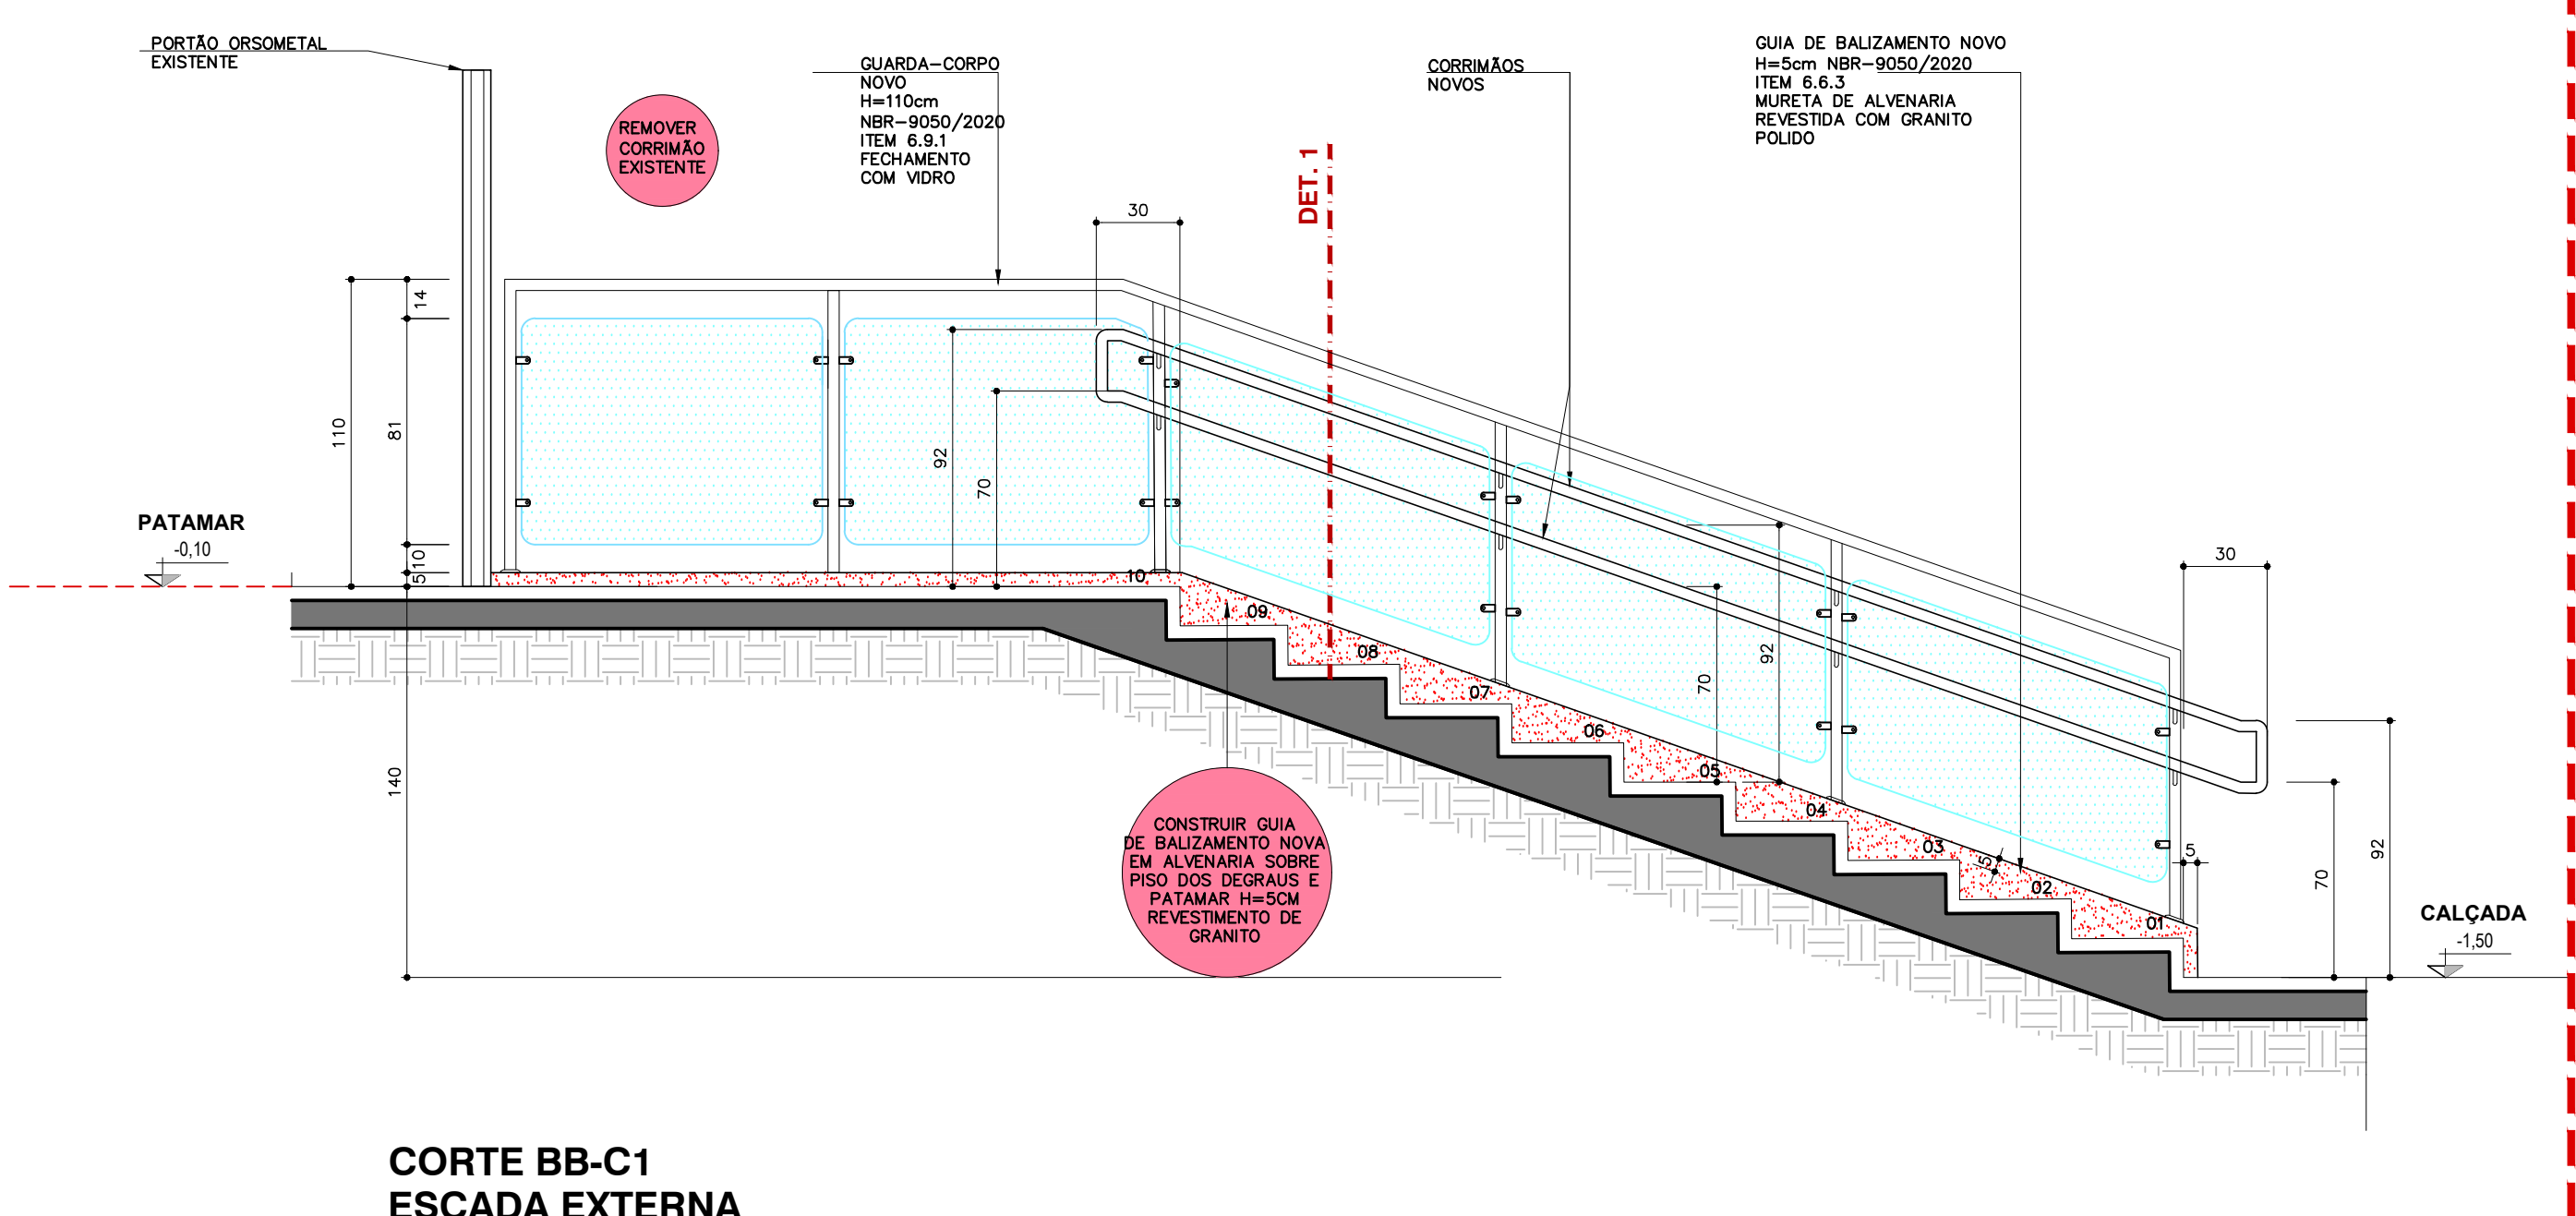 PORTÃO ORSOMETAL
EXISTENTE
REMOVER
CORRIMÃO
EXISTENTE
GUARDA-CORPO
NOVO
H=110cm
NBR-9050/2020
ITEM 6.9.1
FECHAMENTO
COM VIDRO
CORRIMÃOS
NOVOS
GUIA DE BALIZAMENTO NOVO
H=5cm NBR-9050/2020
ITEM 6.6.3
MURETA DE ALVENARIA
REVESTIDA COM GRANITO
POLIDO
DET. 1
30
14
81
110
10
5
140
92
70
PATAMAR
-0,10
10
09
08
07
06
05
04
03
02
01
92
70
5
30
5
92
70
CALÇADA
-1,50
CONSTRUIR GUIA
DE BALIZAMENTO NOVA
EM ALVENARIA SOBRE
PISO DOS DEGRAUS E
PATAMAR H=5CM
REVESTIMENTO DE
GRANITO
CORTE BB-C1
ESCADA EXTERNA